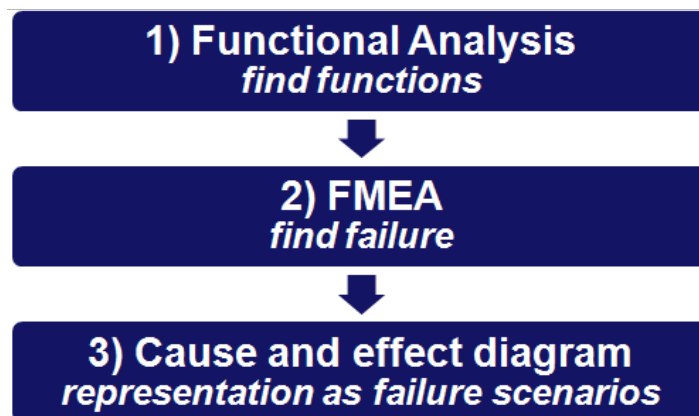 1) Functional Analysis
find functions
2) FMEA
find failure
3) Cause and effect diagram
representation as failure scenarios